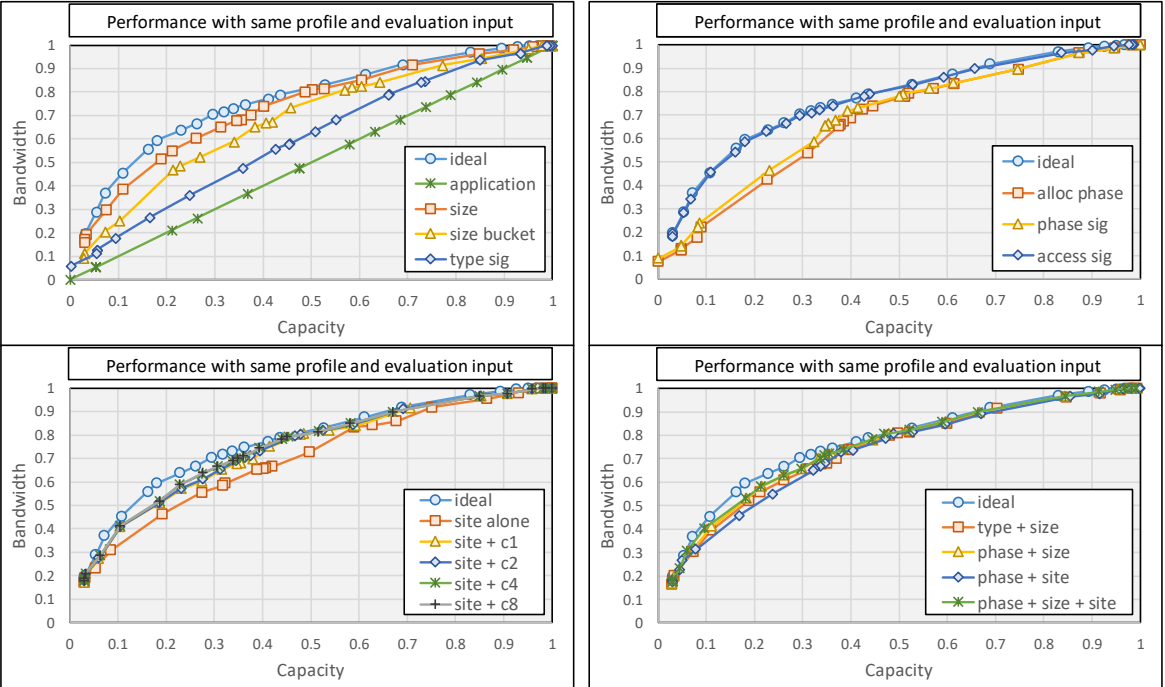 Performance with same profile and evaluation input
1
0.9
0.8
0.7
0.6
0.5
0.4
0.3
0.2
0.1
0
Bandwidth
ideal
application
size
size bucket
type sig
0 0.1 0.2 0.3 0.4 0.5 0.6 0.7 0.8 0.9 1
Capacity
Performance with same profile and evaluation input
1
0.9
0.8
0.7
0.6
0.5
0.4
0.3
0.2
0.1
0
Bandwidth
ideal
alloc phase
phase sig
access sig
0 0.1 0.2 0.3 0.4 0.5 0.6 0.7 0.8 0.9 1
Capacity
Performance with same profile and evaluation input
1
0.9
0.8
0.7
0.6
0.5
0.4
0.3
0.2
0.1
0
Bandwidth
ideal
site alone
site + c1
site + c2
site + c4
site + c8
0 0.1 0.2 0.3 0.4 0.5 0.6 0.7 0.8 0.9 1
Capacity
Performance with same profile and evaluation input
1
0.9
0.8
0.7
0.6
0.5
0.4
0.3
0.2
0.1
0
Bandwidth
ideal
type + size
phase + size
phase + site
phase + size + site
0 0.1 0.2 0.3 0.4 0.5 0.6 0.7 0.8 0.9 1
Capacity